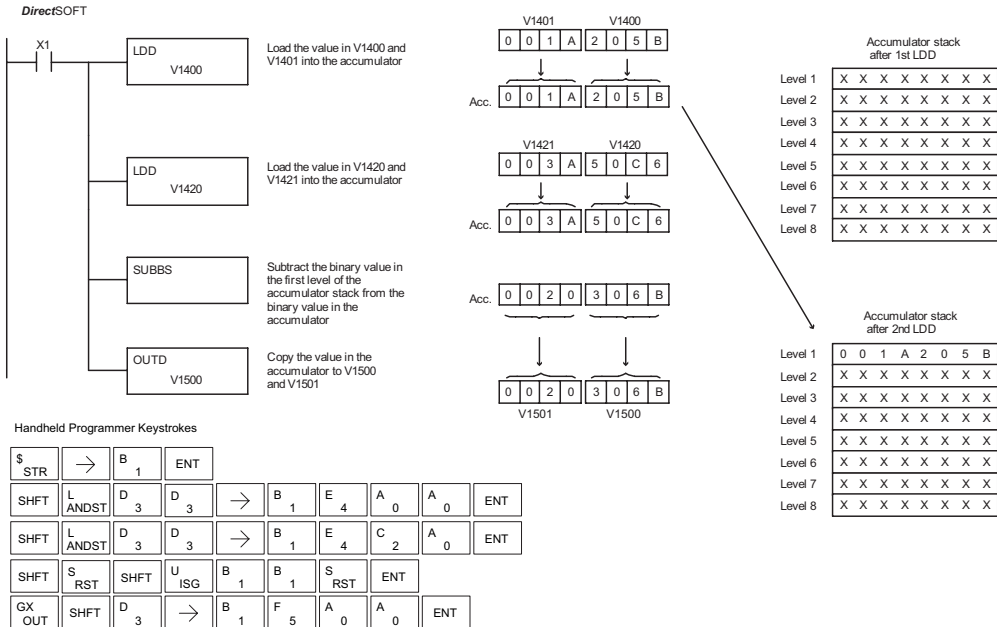 DirectSOFT
X1
LDD
V1400
Load the value in V1400 and
V1401 into the accumulator
LDD
V1420
Load the value in V1420 and
V1421 into the accumulator
SUBBS
Subtract the binary value in
the first level of the
accumulator stack from the
binary value in the
accumulator
OUTD
V1500
Copy the value in the
accumulator to V1500
and V1501
V1401 V1400
0 0 1 A 2 0 5 B
Acc. 0 0 1 A 2 0 5 B
V1421 V1420
0 0 3 A 5 0 C 6
Acc. 0 0 3 A 5 0 C 6
Acc. 0 0 2 0 3 0 6 B
0 0 2 0 3 0 6 B
V1501 V1500
Accumulator stack
after 1st LDD
Level 1 X X X X X X X X
Level 2 X X X X X X X X
Level 3 X X X X X X X X
Level 4 X X X X X X X X
Level 5 X X X X X X X X
Level 6 X X X X X X X X
Level 7 X X X X X X X X
Level 8 X X X X X X X X
Accumulator stack
after 2nd LDD
Level 1 0 0 1 A 2 0 5 B
Level 2 X X X X X X X X
Level 3 X X X X X X X X
Level 4 X X X X X X X X
Level 5 X X X X X X X X
Level 6 X X X X X X X X
Level 7 X X X X X X X X
Level 8 X X X X X X X X
Handheld Programmer Keystrokes
$ STR → B 1 ENT
SHFT L ANDST D 3 D 3 → B 1 E 4 A 0 A 0 ENT
SHFT L ANDST D 3 D 3 → B 1 E 4 C 2 A 0 ENT
SHFT S RST SHFT U ISG B 1 B 1 S RST ENT
GX OUT SHFT D 3 → B 1 F 5 A 0 A 0 ENT